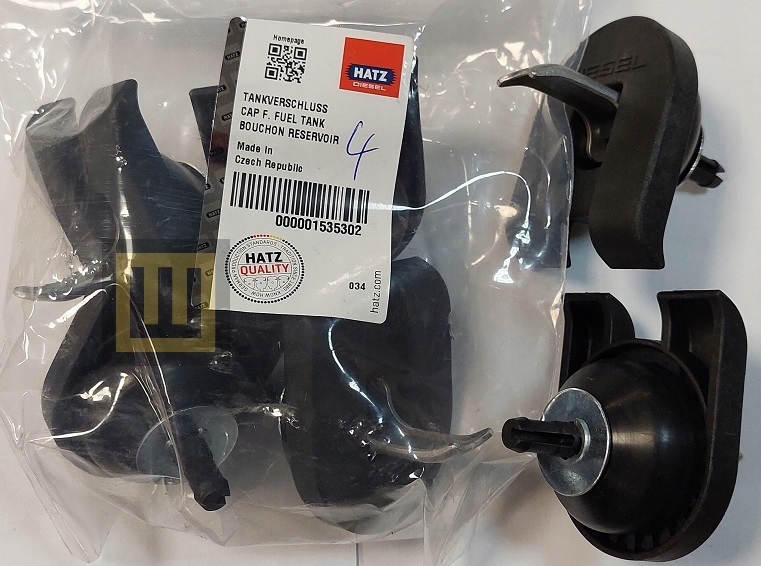 Homepage
HATZ
DIESEL
TANKVERSCHLUSS
CAP F. FUEL TANK
BOUCHON RESERVOIR
4
Made in
Czech Republic
000001535302
HATZ
QUALITY
034
hatz.com
DIESEL